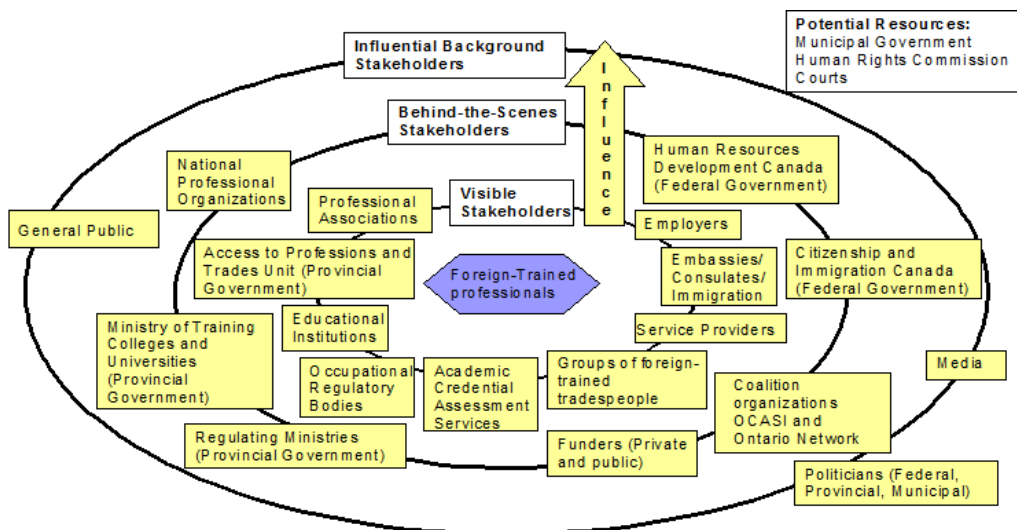 Potential Resources:
Municipal Government
Human Rights Commission
Courts
Influential Background
Stakeholders
Influence
Behind-the-Scenes
Stakeholders
Human Resources
Development Canada
(Federal Government)
National
Professional
Organizations
Visible
Stakeholders
Professional
Associations
Employers
General Public
Access to Professions and
Trades Unit (Provincial
Government)
Foreign-Trained
professionals
Embassies/
Consulates/
Immigration
Citizenship and
Immigration Canada
(Federal Government)
Educational
Institutions
Service Providers
Ministry of Training
Colleges and
Universities
(Provincial
Government)
Occupational
Regulatory
Bodies
Academic
Credential
Assessment
Services
Groups of foreign-
trained
tradespeople
Media
Coalition
organizations
OCASI and
Ontario Network
Regulating Ministries
(Provincial Government)
Funders (Private
and public)
Politicians (Federal,
Provincial, Municipal)